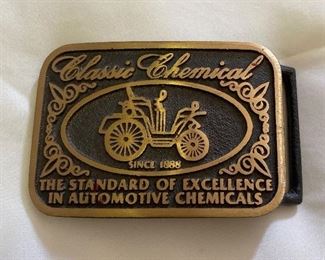 Classic Chemical
SINCE 1888
THE STANDARD OF EXCELLENCE
IN AUTOMOTIVE CHEMICALS